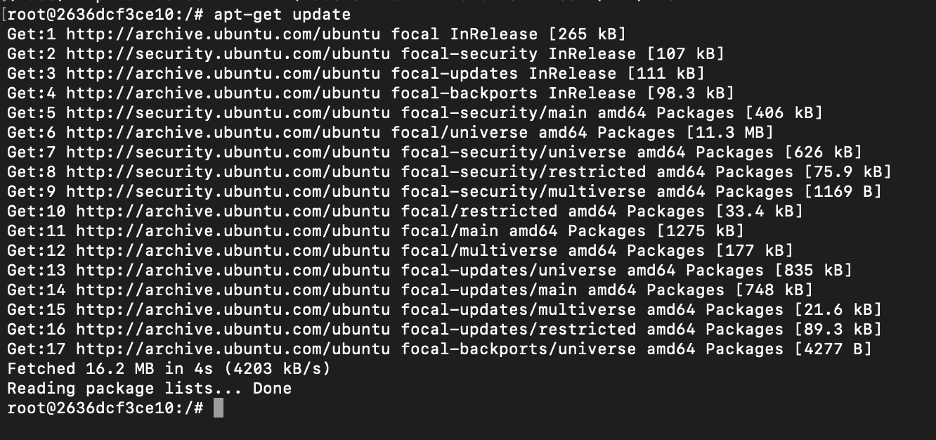 [root@2636dcf3ce10:/# apt-get update
Get:1 http://archive.ubuntu.com/ubuntu focal InRelease [265 kB]
Get:2 http://security.ubuntu.com/ubuntu focal-security InRelease [107 kB]
Get:3 http://archive.ubuntu.com/ubuntu focal-updates InRelease [111 kB]
Get:4 http://archive.ubuntu.com/ubuntu focal-backports InRelease [98.3 kB]
Get:5 http://security.ubuntu.com/ubuntu focal-security/main amd64 Packages [406 kB]
Get:6 http://archive.ubuntu.com/ubuntu focal/universe amd64 Packages [11.3 MB]
Get:7 http://security.ubuntu.com/ubuntu focal-security/universe amd64 Packages [626 kB]
Get:8 http://security.ubuntu.com/ubuntu focal-security/restricted amd64 Packages [75.9 kB]
Get:9 http://security.ubuntu.com/ubuntu focal-security/multiverse amd64 Packages [1169 B]
Get:10 http://archive.ubuntu.com/ubuntu focal/restricted amd64 Packages [33.4 kB]
Get:11 http://archive.ubuntu.com/ubuntu focal/main amd64 Packages [1275 kB]
Get:12 http://archive.ubuntu.com/ubuntu focal/multiverse amd64 Packages [177 kB]
Get:13 http://archive.ubuntu.com/ubuntu focal-updates/universe amd64 Packages [835 kB]
Get:14 http://archive.ubuntu.com/ubuntu focal-updates/main amd64 Packages [748 kB]
Get:15 http://archive.ubuntu.com/ubuntu focal-updates/multiverse amd64 Packages [21.6 kB]
Get:16 http://archive.ubuntu.com/ubuntu focal-updates/restricted amd64 Packages [89.3 kB]
Get:17 http://archive.ubuntu.com/ubuntu focal-backports/universe amd64 Packages [4277 B]
Fetched 16.2 MB in 4s (4203 kB/s)
Reading package lists... Done
root@2636dcf3ce10:/#